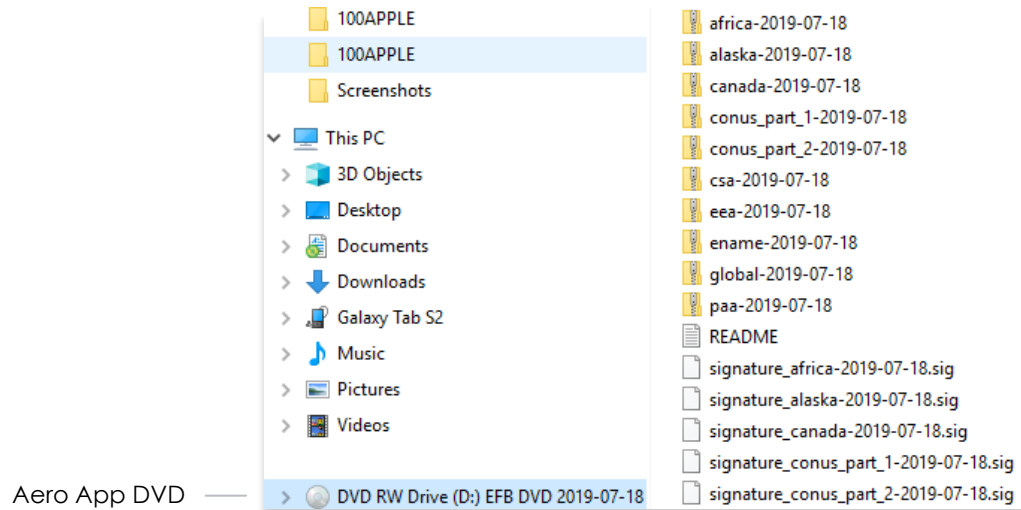 100APPLE
100APPLE
Screenshots
This PC
3D Objects
Desktop
Documents
Downloads
Galaxy Tab S2
Music
Pictures
Videos
DVD RW Drive (D:) EFB DVD 2019-07-18
Aero App DVD
africa-2019-07-18
alaska-2019-07-18
canada-2019-07-18
conus_part_1-2019-07-18
conus_part_2-2019-07-18
csa-2019-07-18
eea-2019-07-18
ename-2019-07-18
global-2019-07-18
paa-2019-07-18
README
signature_africa-2019-07-18.sig
signature_alaska-2019-07-18.sig
signature_canada-2019-07-18.sig
signature_conus_part_1-2019-07-18.sig
signature_conus_part_2-2019-07-18.sig